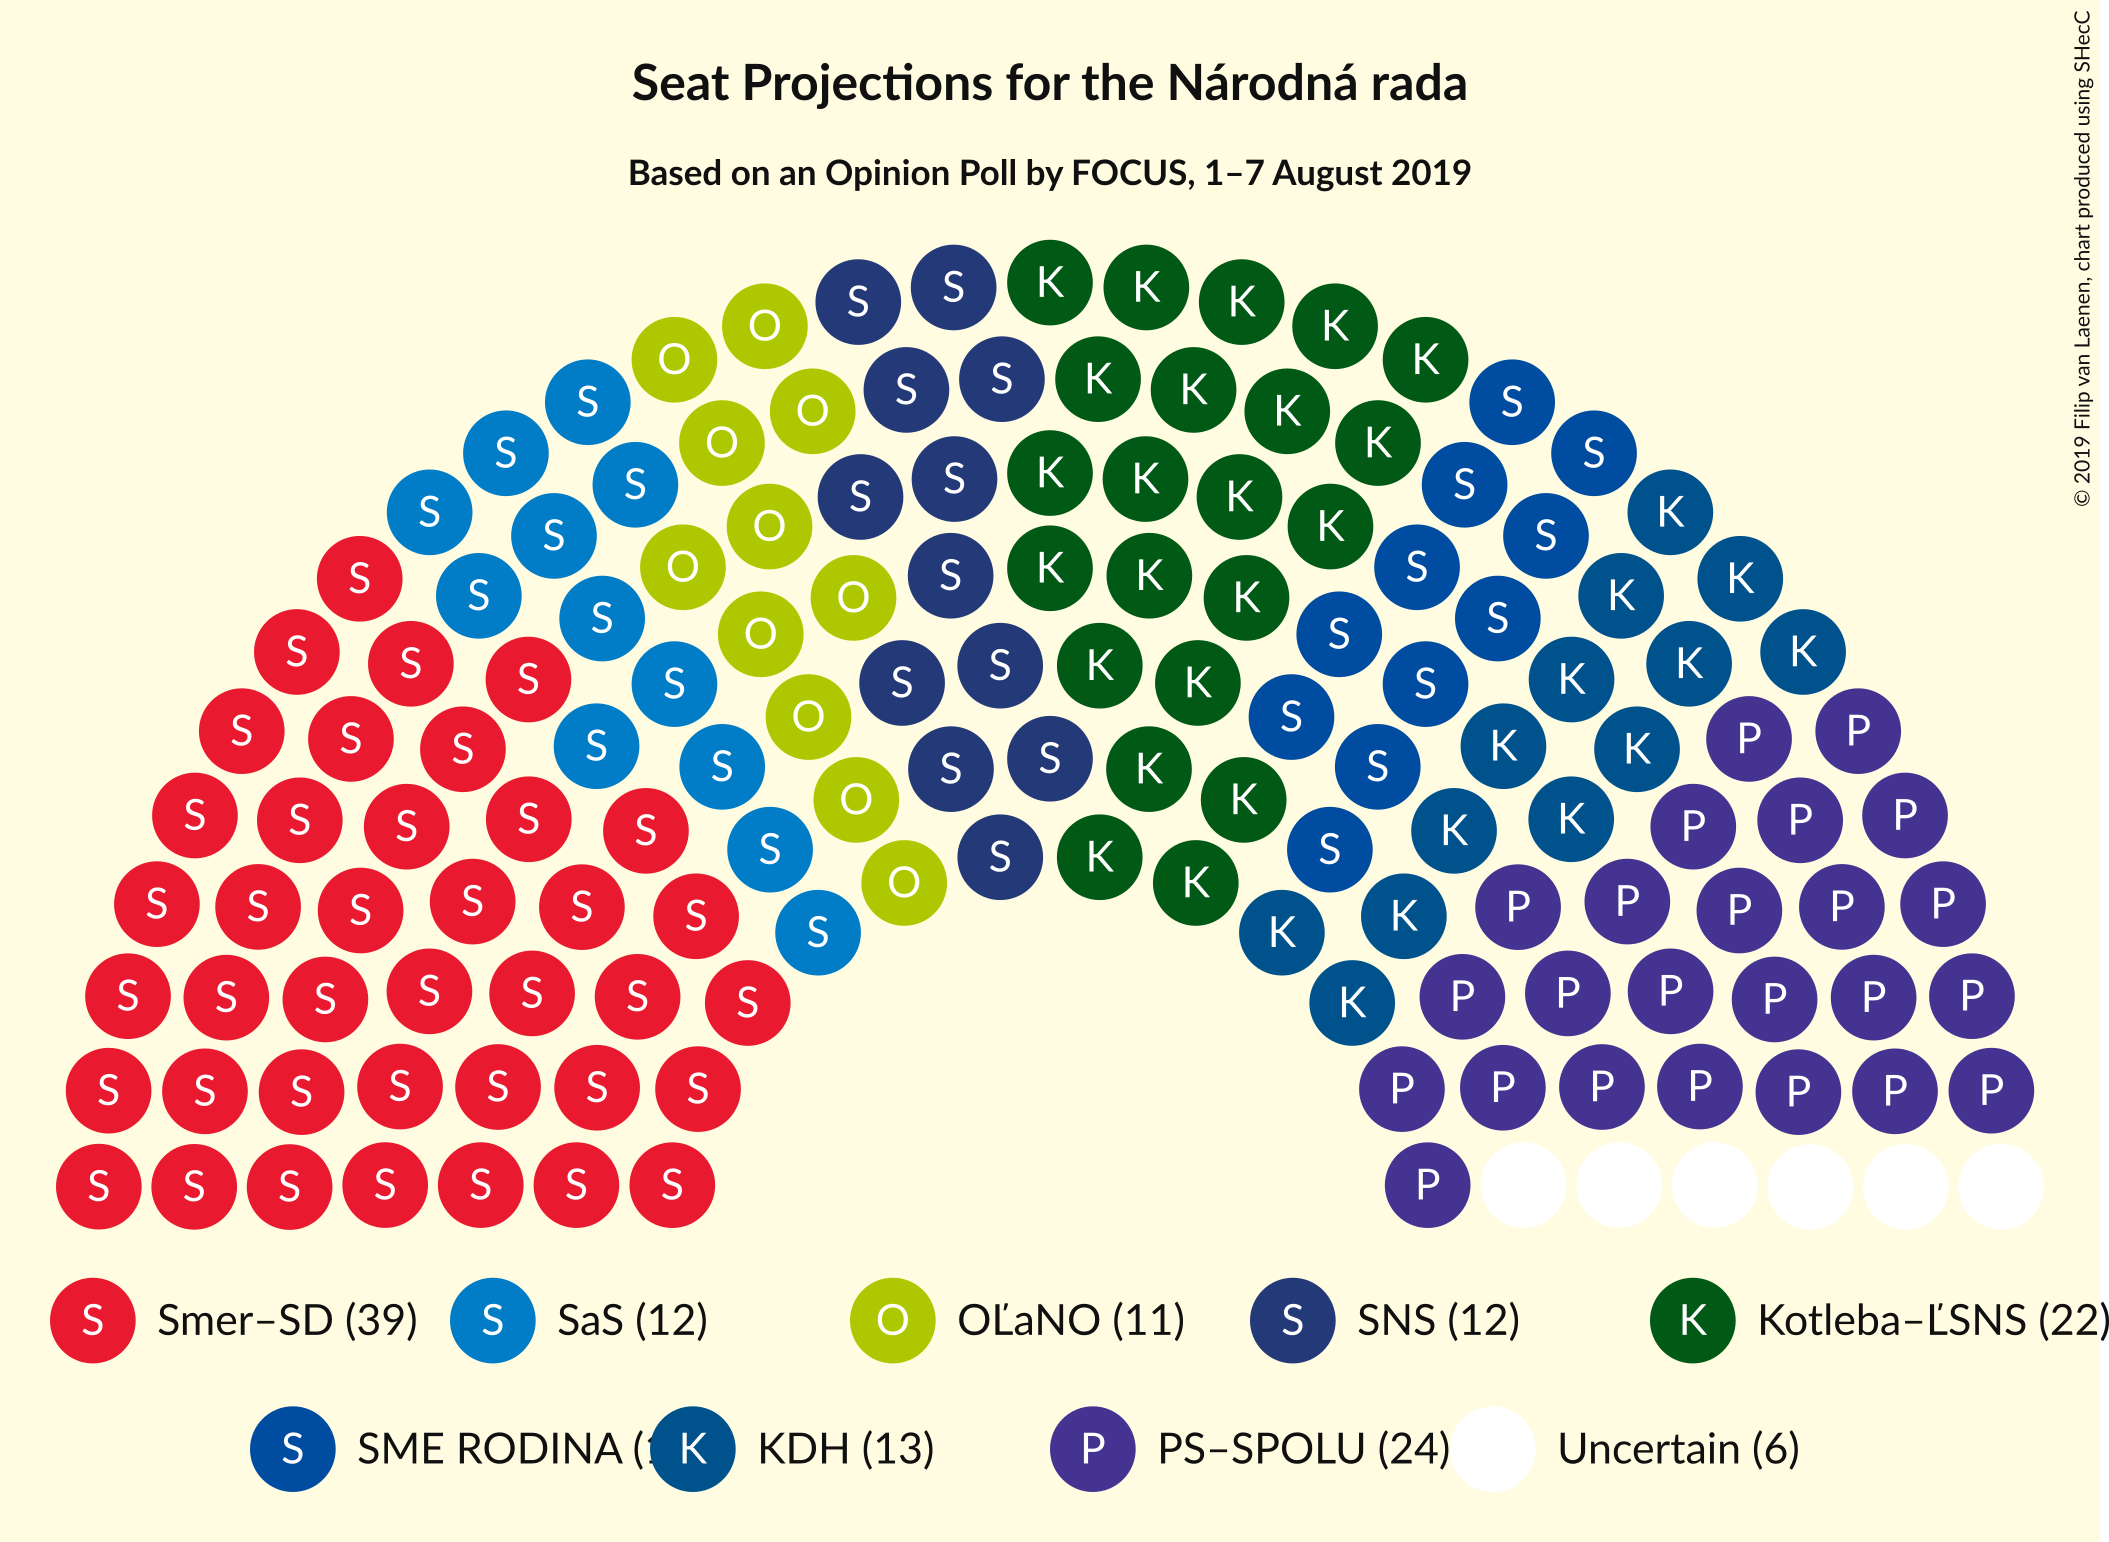 Seat Projections for the Národná rada
Based on an Opinion Poll by FOCUS, 1–7 August 2019
© 2019 Filip van Laenen, chart produced using SHecC
S S K K K
O O S S K K K K K
S O S S K K K K S
S S O O S S K K K K S S
S S S O O S K K K S S S K
S S S S O O S S K K S S S K K K
S S S S S O S S K K S S K K K P P
S S S S S S O S K K S K K P P P
S S S S S S S K K P P P P P
S S S S S S S K P P P P P P
S S S S S S S P P P P P P P
S S S S S S S P
S Smer–SD (39) S SaS (12) O OĽaNO (11) S SNS (12) K Kotleba–ĽSNS (22)
S SME RODINA ( K KDH (13) P PS–SPOLU (24) Uncertain (6)